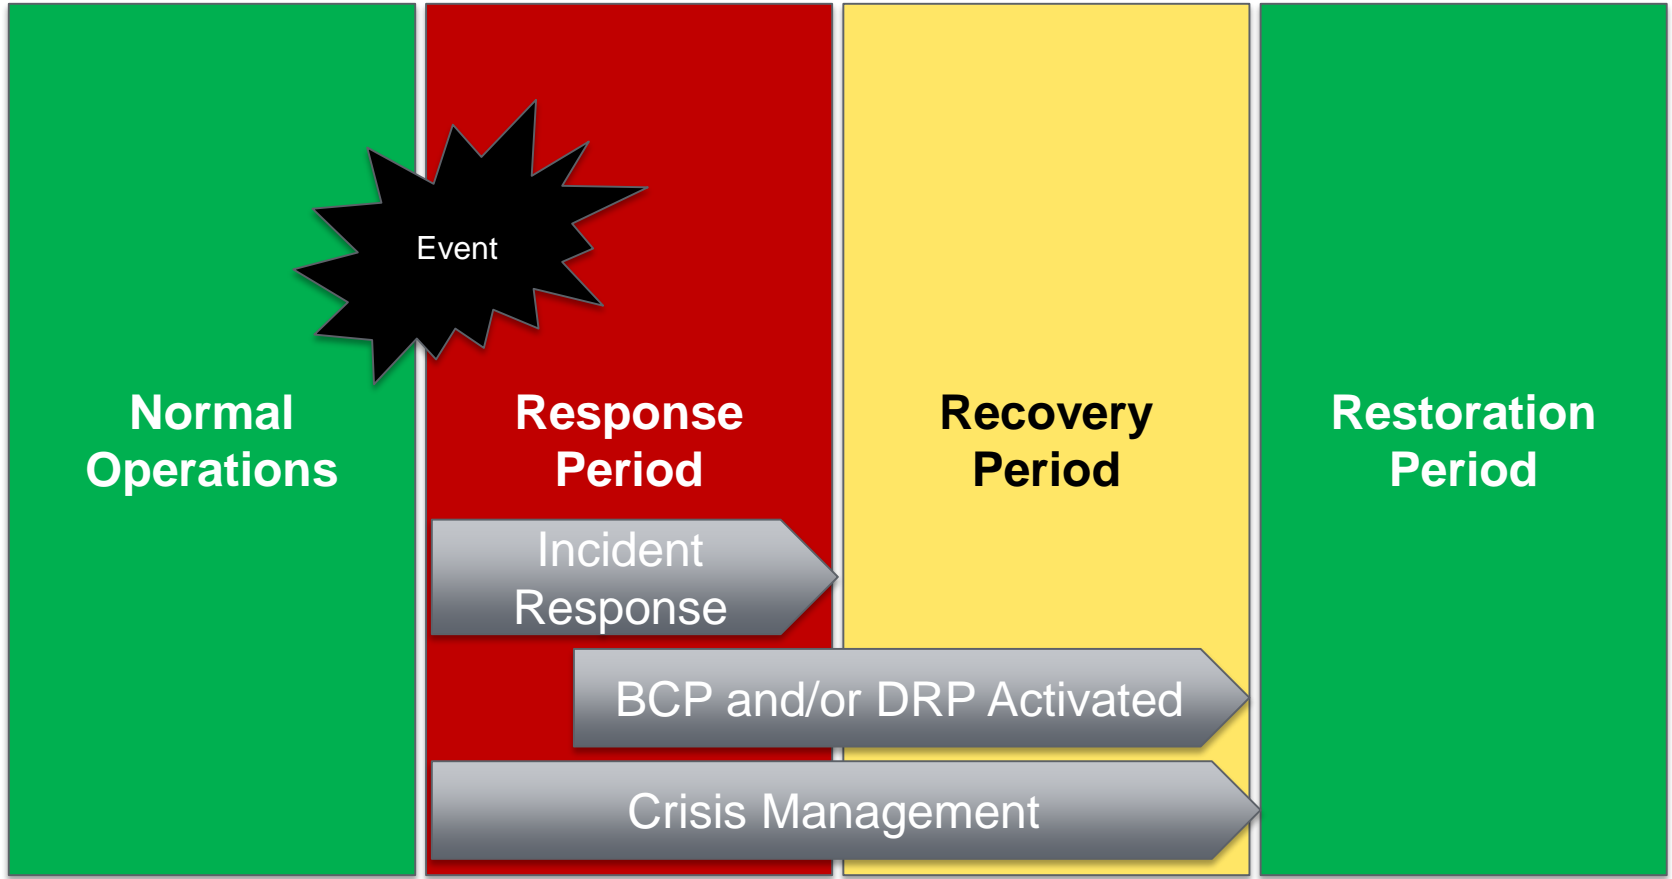 Event
Normal
Operations
Response
Period
Recovery
Period
Restoration
Period
Incident
Response
BCP and/or DRP Activated
Crisis Management